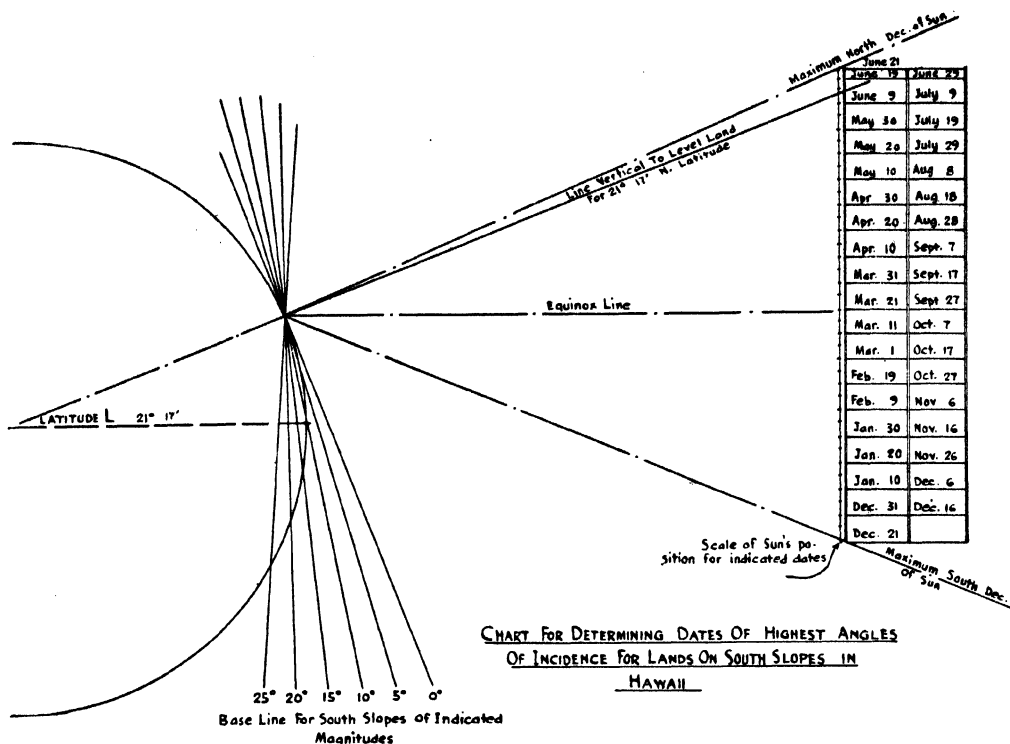 Maximum North Dec. of Sun
June 21
June 19 June 29
June 9 July 9
May 30 July 19
May 20 July 29
May 10 Aug 8
Apr 30 Aug. 18
Apr. 20 Aug. 28
Apr. 10 Sept. 7
Mar. 31 Sept. 17
Mar. 21 Sept 27
Mar. 11 Oct. 7
Mar. 1 Oct. 17
Feb. 19 Oct. 27
Feb. 9 Nov 6
Jan. 30 Nov. 16
Jan. 20 Nov. 26
Jan. 10 Dec. 6
Dec. 31 Dec. 16
Dec. 21
Line Vertical To Level Land
For 21° 17' N. Latitude
Equinox Line
LATITUDE L 21° 17'
Scale of Sun's po-
sition for indicated dates
Maximum South Dec.
of Sun
CHART FOR DETERMINING DATES OF HIGHEST ANGLES
OF INCIDENCE FOR LANDS ON SOUTH SLOPES IN
HAWAII
25° 20° 15° 10° 5° 0°
Base Line For South Slopes of Indicated
Magnitudes